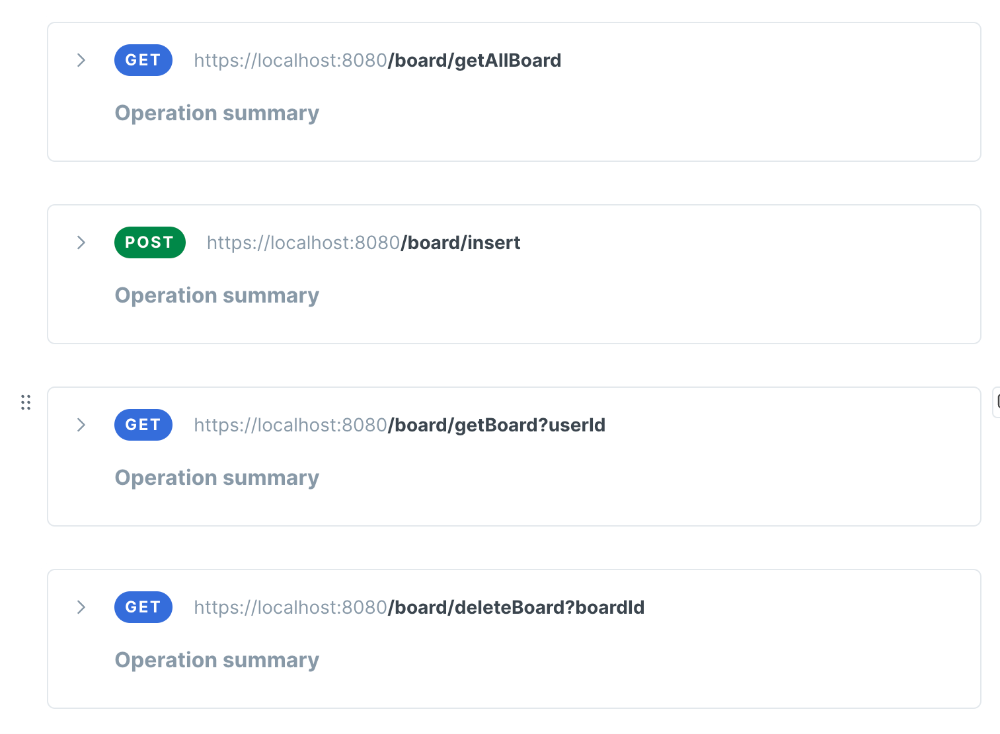 GET https://localhost:8080/board/getAllBoard
Operation summary
POST https://localhost:8080/board/insert
Operation summary
GET https://localhost:8080/board/getBoard?userId
Operation summary
GET https://localhost:8080/board/deleteBoard?boardId
Operation summary